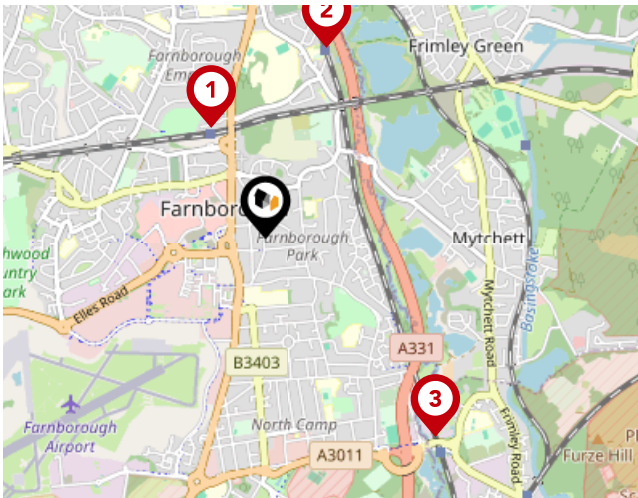 2
Frimley Green
Farnborough
1
Farnborough
Park
Mytchett
Elles Road
Basingstoke
Mytchett Road
A331
B3403
3
Farnborough
Airport
North Camp
A3011
Frimley Road
Furze Hill